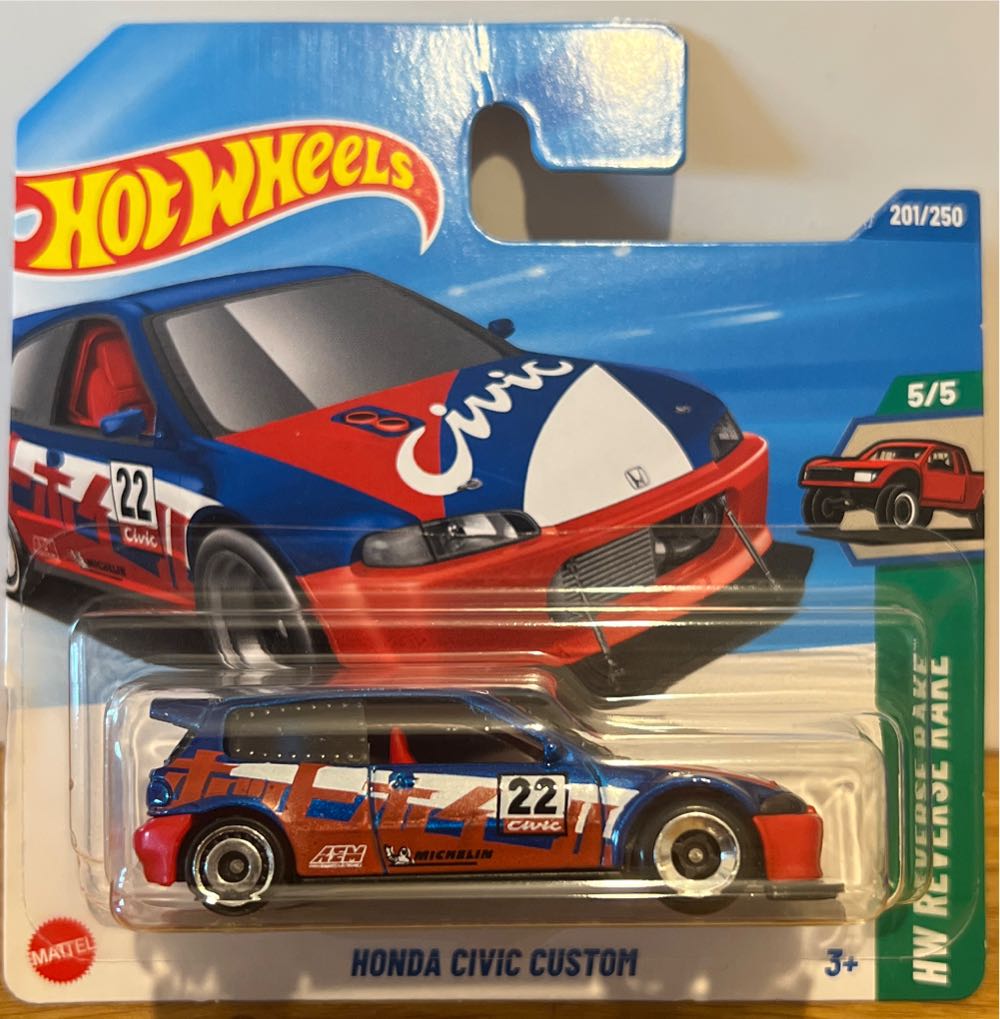 HOT WHEELS
201/250
5/5
Civic
22
Civic
MICHELIN
22
Civic
AEM
MICHELIN
HW REVERSE RAKE™
MATTEL
HONDA CIVIC CUSTOM
3+